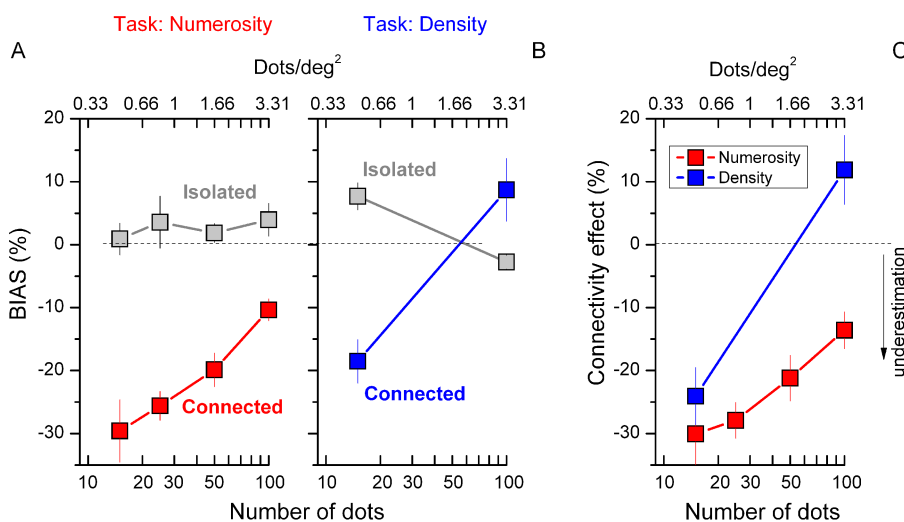 Task: Numerosity
Task: Density
A
B
C
Dots/deg²
Dots/deg²
0.33 0.66 1 1.66 3.31
0.33 0.66 1 1.66 3.31
0.33 0.66 1 1.66 3.31
20
10
0
-10
-20
-30
BIAS (%)
Isolated
Connected
Isolated
Connected
10 20 30 50 100
10 20 30 50 100
Number of dots
Number of dots
20
10
0
-10
-20
-30
Connectivity effect (%)
Numerosity
Density
underestimation
10 20 30 50 100
Number of dots